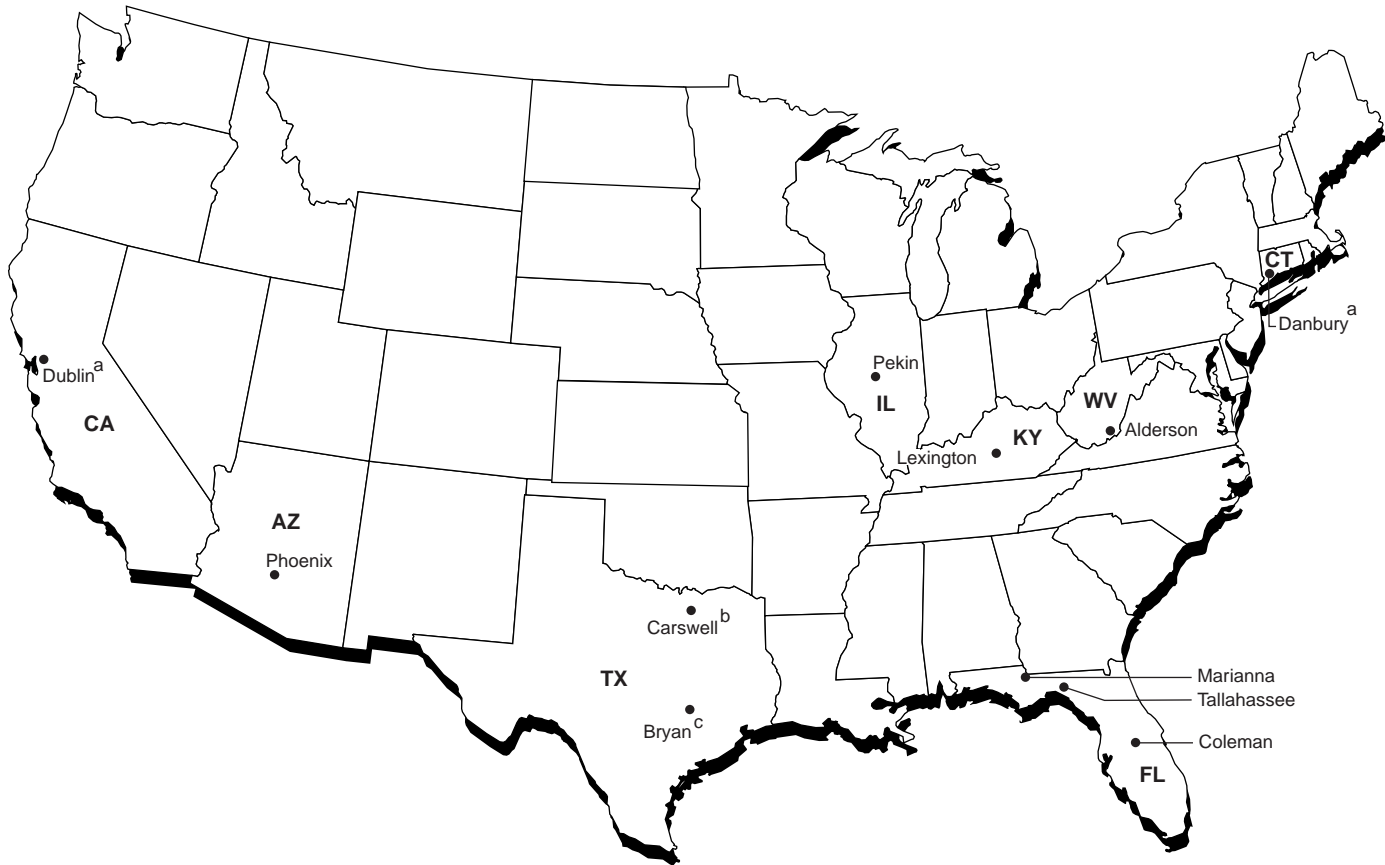 CT
Danbury a
Dublin a
Pekin
CA
IL
WV
KY
Alderson
Lexington
AZ
Phoenix
Carswell b
TX
Marianna
Tallahassee
Bryan c
Coleman
FL